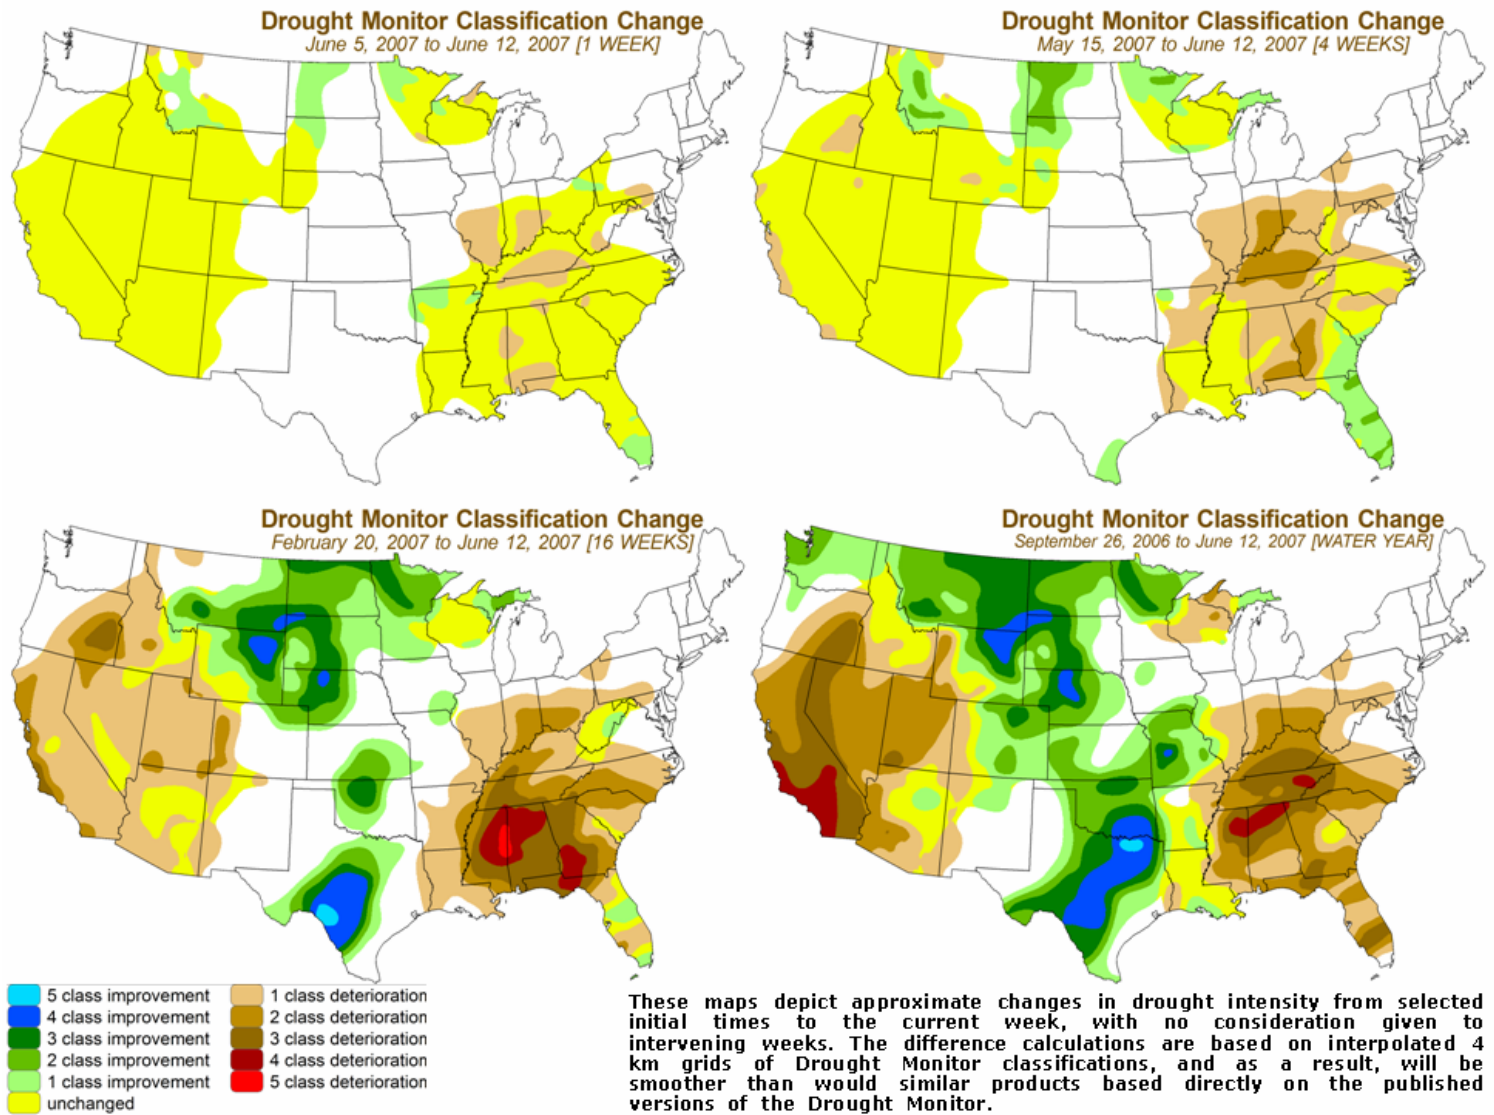 Drought Monitor Classification Change
June 5, 2007 to June 12, 2007 [1 WEEK]
Drought Monitor Classification Change
May 15, 2007 to June 12, 2007 [4 WEEKS]
Drought Monitor Classification Change
February 20, 2007 to June 12, 2007 [16 WEEKS]
Drought Monitor Classification Change
September 26, 2006 to June 12, 2007 [WATER YEAR]
5 class improvement
4 class improvement
3 class improvement
2 class improvement
1 class improvement
unchanged
1 class deterioration
2 class deterioration
3 class deterioration
4 class deterioration
5 class deterioration
These maps depict approximate changes in drought intensity from selected
initial times to the current week, with no consideration given to
intervening weeks. The difference calculations are based on interpolated 4
km grids of Drought Monitor classifications, and as a result, will be
smoother than would similar products based directly on the published
versions of the Drought Monitor.